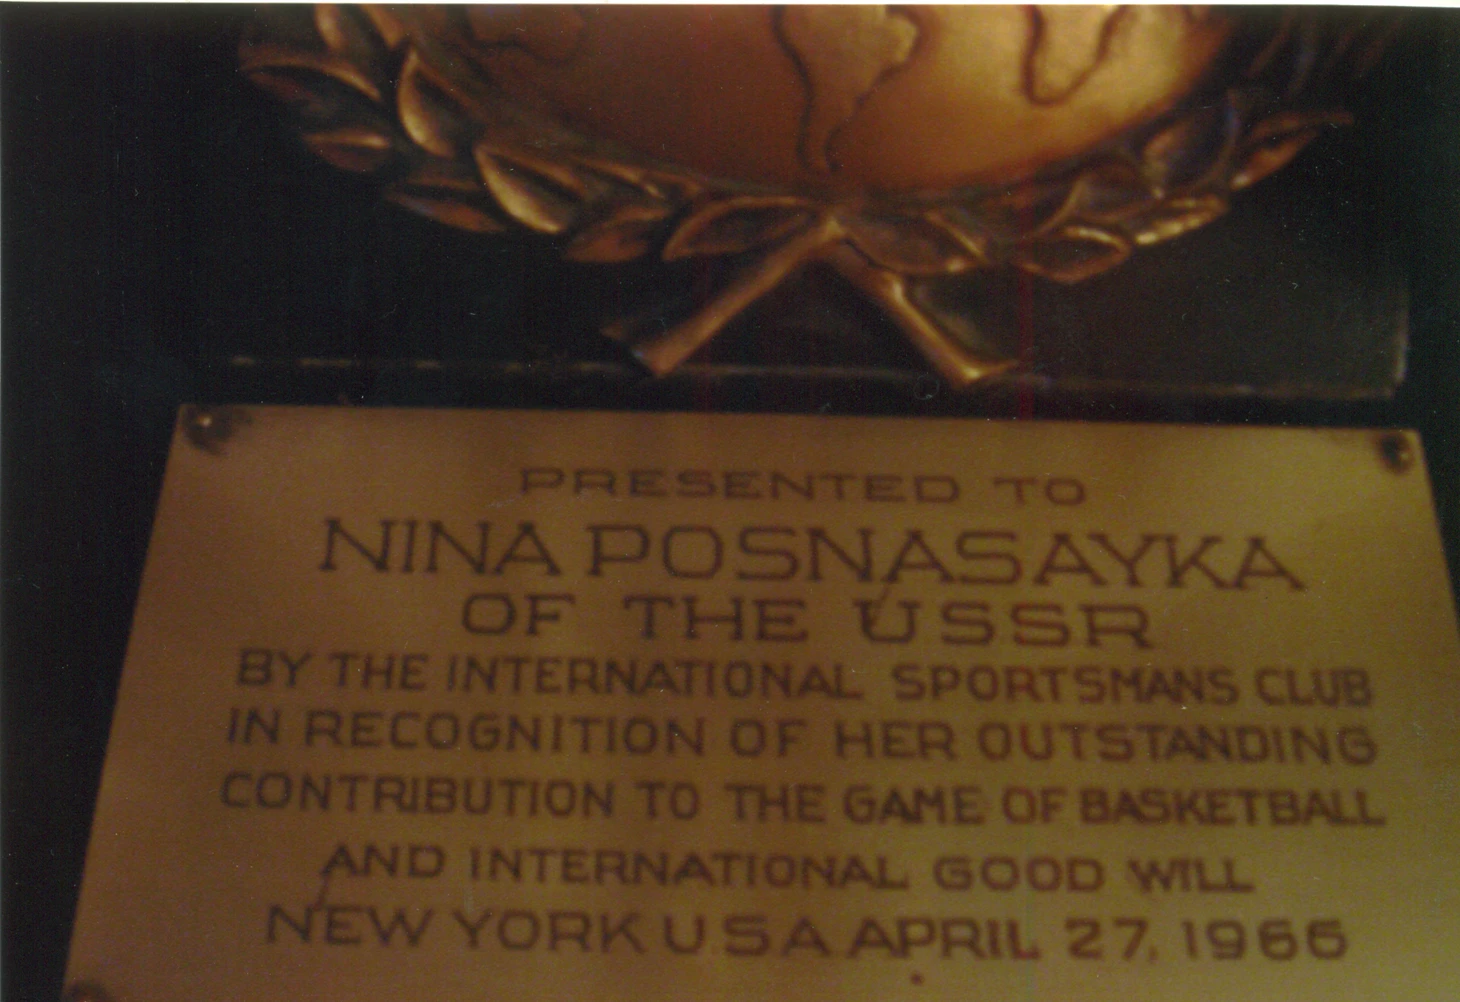 PRESENTED TO
NINA POSNASAYKA
OF THE USSR
BY THE INTERNATIONAL SPORTSMANS CLUB
IN RECOGNITION OF HER OUTSTANDING
CONTRIBUTION TO THE GAME OF BASKETBALL
AND INTERNATIONAL GOOD WILL
NEW YORK USA APRIL 27, 1966